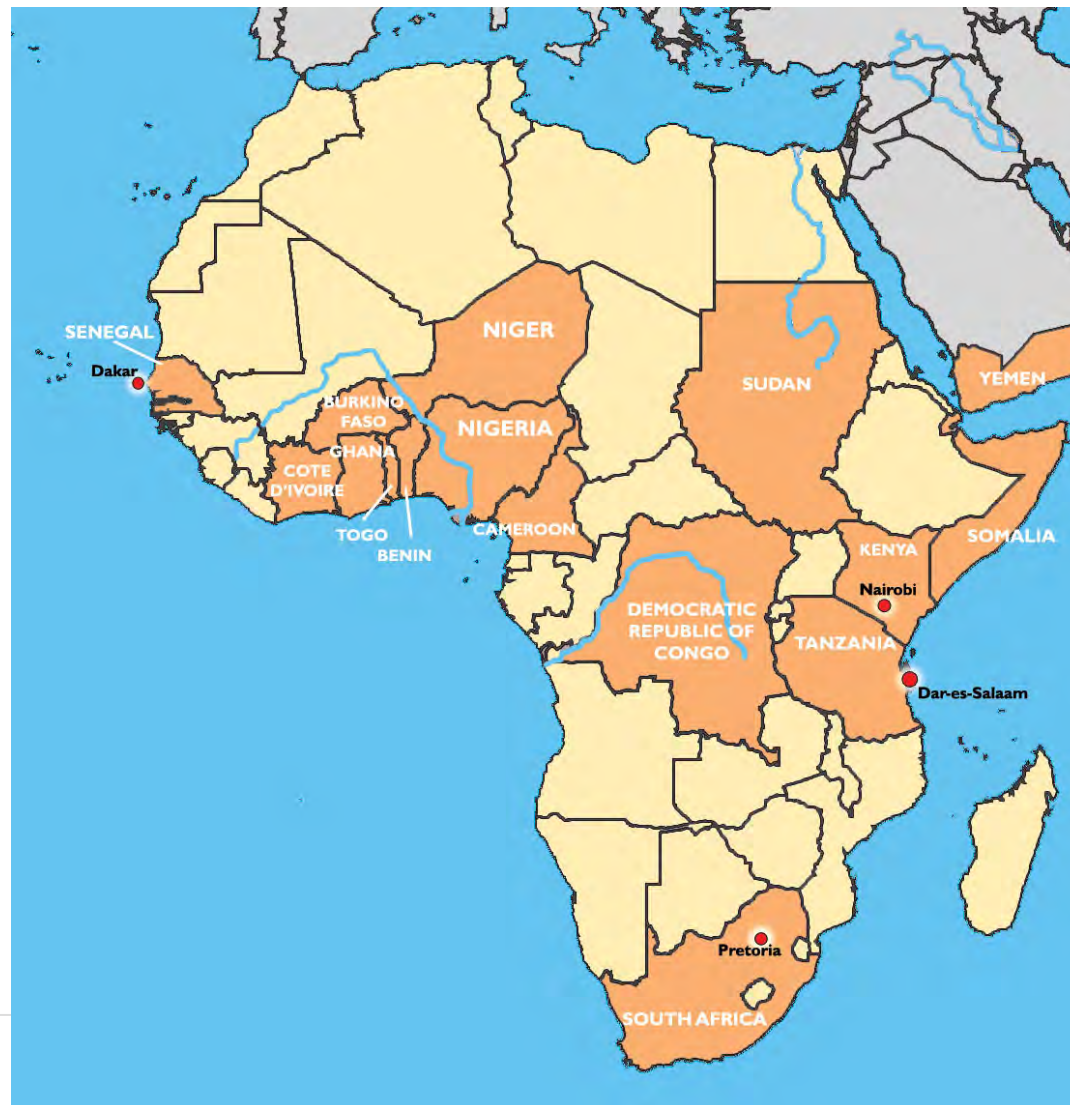 SENEGAL
Dakar
NIGER
SUDAN
YEMEN
BURKINO
FASO
NIGERIA
GHANA
COTE
D'IVOIRE
TOGO
BENIN
CAMEROON
KENYA
SOMALIA
Nairobi
DEMOCRATIC
REPUBLIC OF
CONGO
TANZANIA
Dar-es-Salaam
Pretoria
SOUTH AFRICA